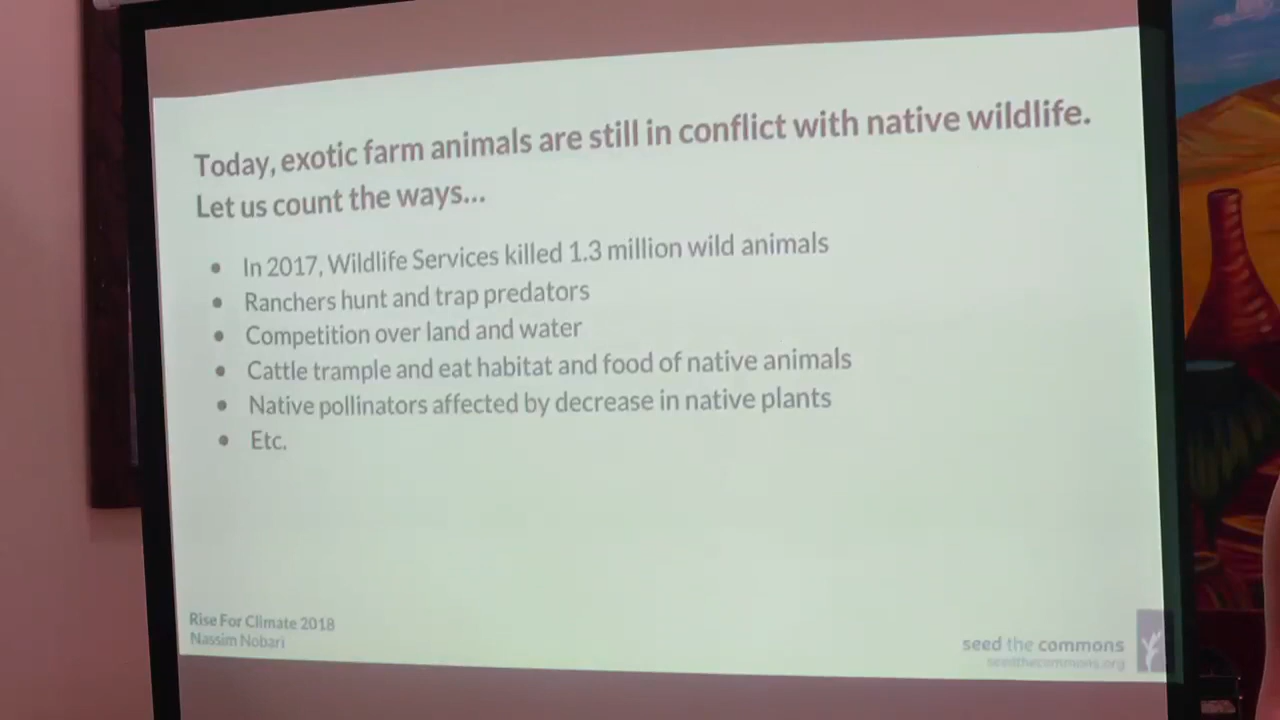 Today, exotic farm animals are still in conflict with native wildlife.
Let us count the ways...
• In 2017, Wildlife Services killed 1.3 million wild animals
• Ranchers hunt and trap predators
• Competition over land and water
• Cattle trample and eat habitat and food of native animals
• Native pollinators affected by decrease in native plants
• Etc.
Rise For Climate 2018
Nassim Nobari
seed the commons
seedthecommons.org